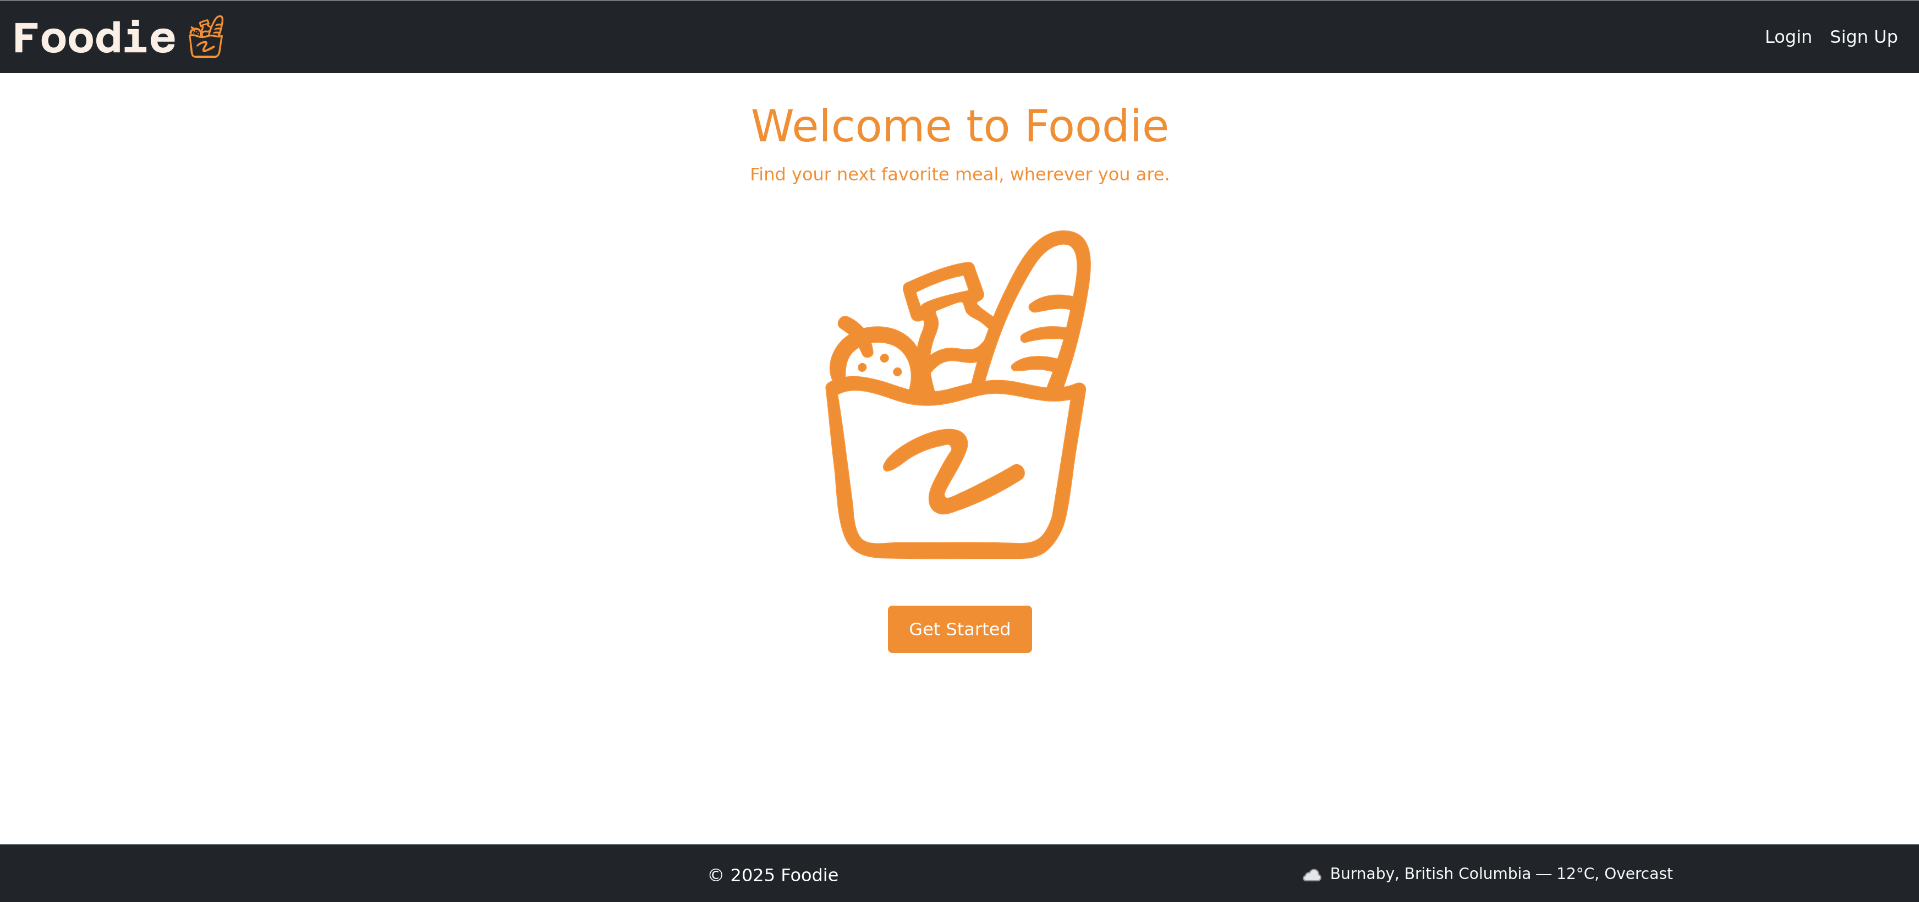 Foodie
Login Sign Up
Welcome to Foodie
Find your next favorite meal, wherever you are.
Get Started
© 2025 Foodie
Burnaby, British Columbia — 12°C, Overcast